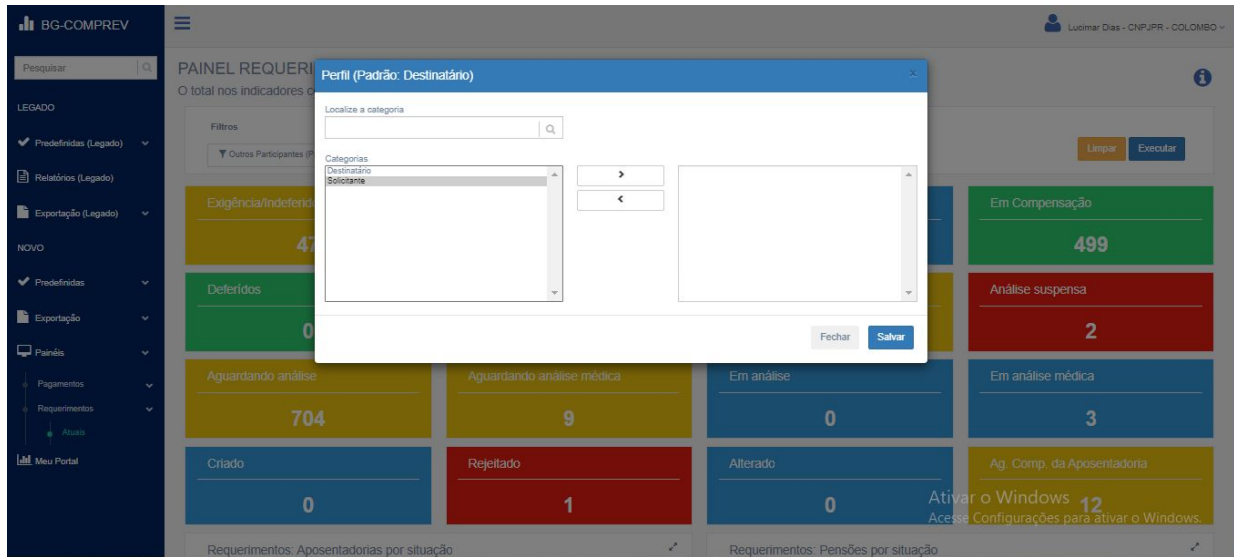 BG-COMPREV
Lucimar Dias - CNPJPR - COLOMBO
Pesquisar
PAINEL REQUERI
O total nos indicadores c
LEGADO
Predefinidas (Legado)
Relatórios (Legado)
Exportação (Legado)
NOVO
Predefinidas
Exportação
Painéis
Pagamentos
Requerimentos
Atuais
Meu Portal
Filtros
Outros Participantes (P
Limpar
Executar
Perfil (Padrão: Destinatário)
x
Localize a categoria
Categorias
Destinatário
Solicitante
>
<
Fechar
Salvar
Exigência/Indeferid
47
Em Compensação
499
Deferidos
0
Análise suspensa
2
Aguardando análise
704
Aguardando análise médica
9
Em análise
0
Em análise médica
3
Criado
0
Rejeitado
1
Alterado
0
Ag. Comp. da Aposentadoria
12
Ativar o Windows
Acesse Configurações para ativar o Windows.
Requerimentos: Aposentadorias por situação
Requerimentos: Pensões por situação